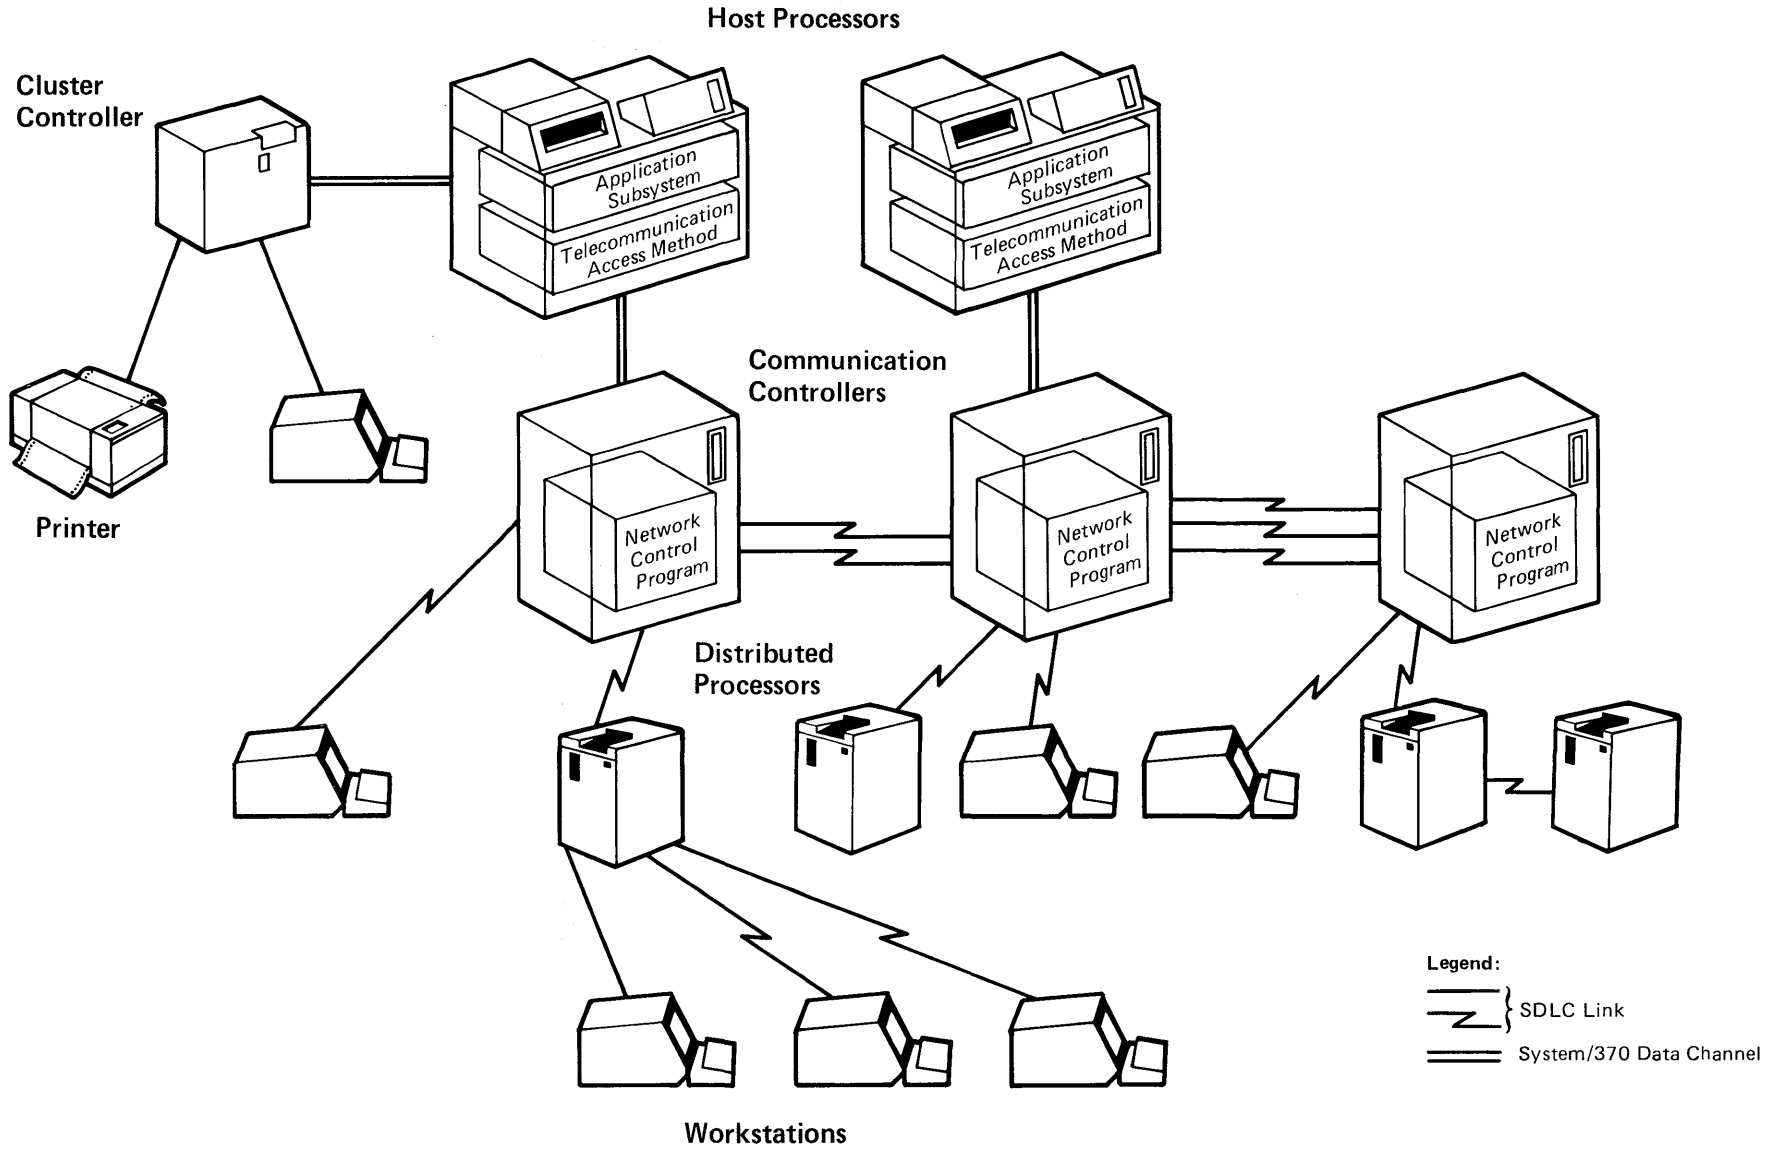 Host Processors
Cluster
Controller
Application
Subsystem
Telecommunication
Access Method
Application
Subsystem
Telecommunication
Access Method
Communication
Controllers
Printer
Network
Control
Program
Network
Control
Program
Network
Control
Program
Distributed
Processors
Legend:
SDLC Link
System/370 Data Channel
Workstations